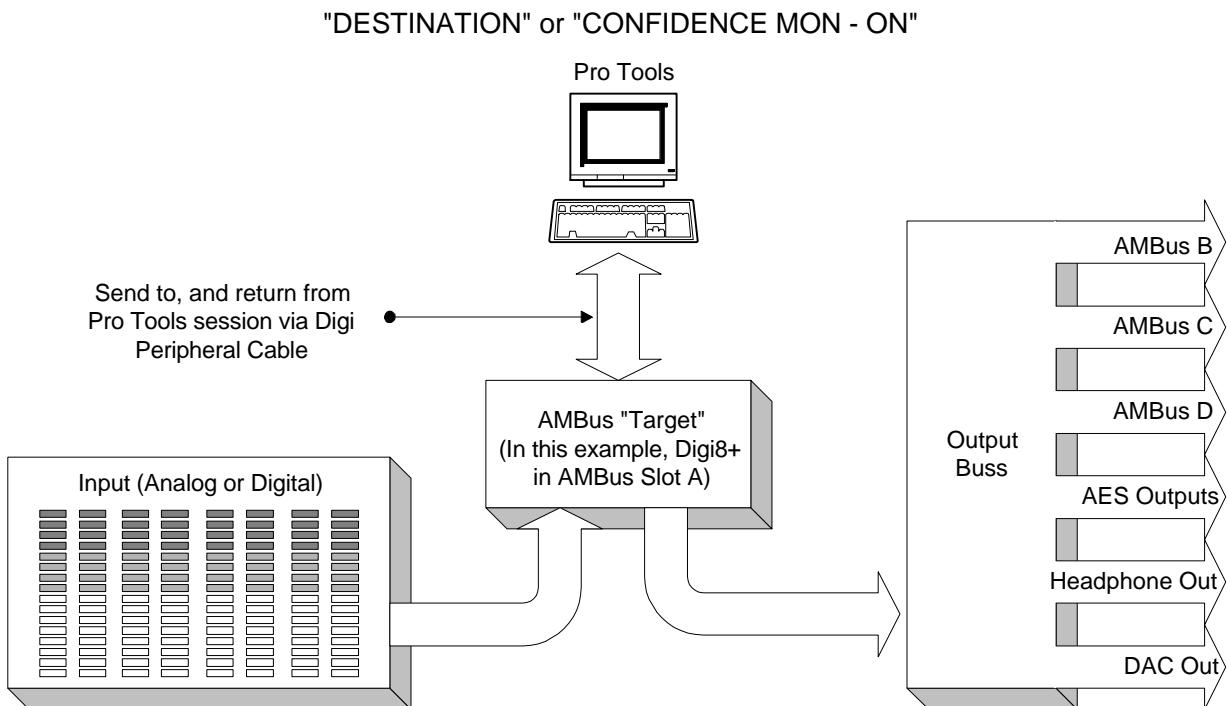 "DESTINATION" or "CONFIDENCE MON - ON"
Pro Tools
Send to, and return from
Pro Tools session via Digi
Peripheral Cable
AMBus "Target"
(In this example, Digi8+
in AMBus Slot A)
Input (Analog or Digital)
Output
Buss
AMBus B
AMBus C
AMBus D
AES Outputs
Headphone Out
DAC Out